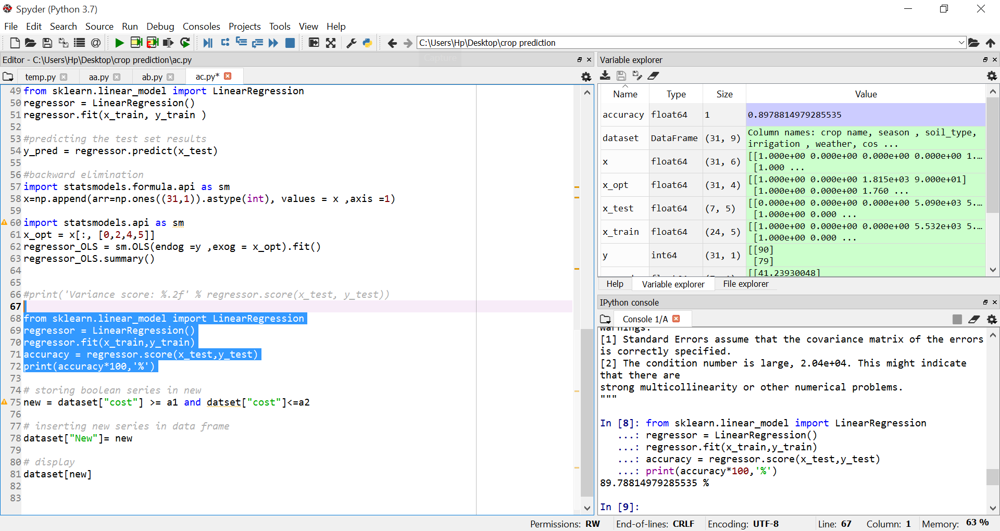 Spyder (Python 3.7)
File Edit Search Source Run Debug Consoles Projects Tools View Help
C:\Users\Hp\Desktop\crop prediction
Capture
Editor - C:\Users\Hp\Desktop\crop prediction\ac.py
temp.py aa.py ab.py ac.py*
49 from sklearn.linear_model import LinearRegression
50 regressor = LinearRegression()
51 regressor.fit(x_train, y_train )
52
53 #predicting the test set results
54 y_pred = regressor.predict(x_test)
55
56 #backward elimination
57 import statsmodels.formula.api as sm
58 x=np.append(arr=np.ones((31,1)).astype(int), values = x ,axis =1)
59
60 import statsmodels.api as sm
61 x_opt = x[:, [0,2,4,5]]
62 regressor_OLS = sm.OLS(endog =y ,exog = x_opt).fit()
63 regressor_OLS.summary()
64
65
66 #print('Variance score: %.2f' % regressor.score(x_test, y_test))
67
68 from sklearn.linear_model import LinearRegression
69 regressor = LinearRegression()
70 regressor.fit(x_train,y_train)
71 accuracy = regressor.score(x_test,y_test)
72 print(accuracy*100,'%')
73
74 # storing boolean series in new
75 new = dataset["cost"] >= a1 and datset["cost"]<=a2
76
77 # inserting new series in data frame
78 dataset["New"]= new
79
80 # display
81 dataset[new]
82
83
Variable explorer
Name Type Size Value
accuracy float64 1 0.8978814979285535
dataset DataFrame (31, 9) Column names: crop name, season , soil_type,
irrigation , weather, cos ...
x float64 (31, 6) [[1.000e+00 0.000e+00 0.000e+00 0.000e+00 1.…
[1.000 ...
x_opt float64 (31, 4) [[1.000e+00 0.000e+00 1.815e+03 9.000e+01]
[1.000e+00 0.000e+00 1.760 ...
x_test float64 (7, 5) [[0.000e+00 0.000e+00 0.000e+00 5.090e+03 5.…
[1.000e+00 0.000 ...
x_train float64 (24, 5) [[1.000e+00 0.000e+00 0.000e+00 5.532e+03 5.…
[1.000e+00 0.000 ...
y int64 (31, 1) [[90]
[79]
[[41.23930048]
Help Variable explorer File explorer
IPython console
Console 1/A
Warnings:
[1] Standard Errors assume that the covariance matrix of the errors
is correctly specified.
[2] The condition number is large, 2.04e+04. This might indicate
that there are
strong multicollinearity or other numerical problems.
"""
In [8]: from sklearn.linear_model import LinearRegression
...: regressor = LinearRegression()
...: regressor.fit(x_train,y_train)
...: accuracy = regressor.score(x_test,y_test)
...: print(accuracy*100,'%')
89.78814979285535 %
In [9]:
Permissions: RW End-of-lines: CRLF Encoding: UTF-8 Line: 67 Column: 1 Memory: 63 %